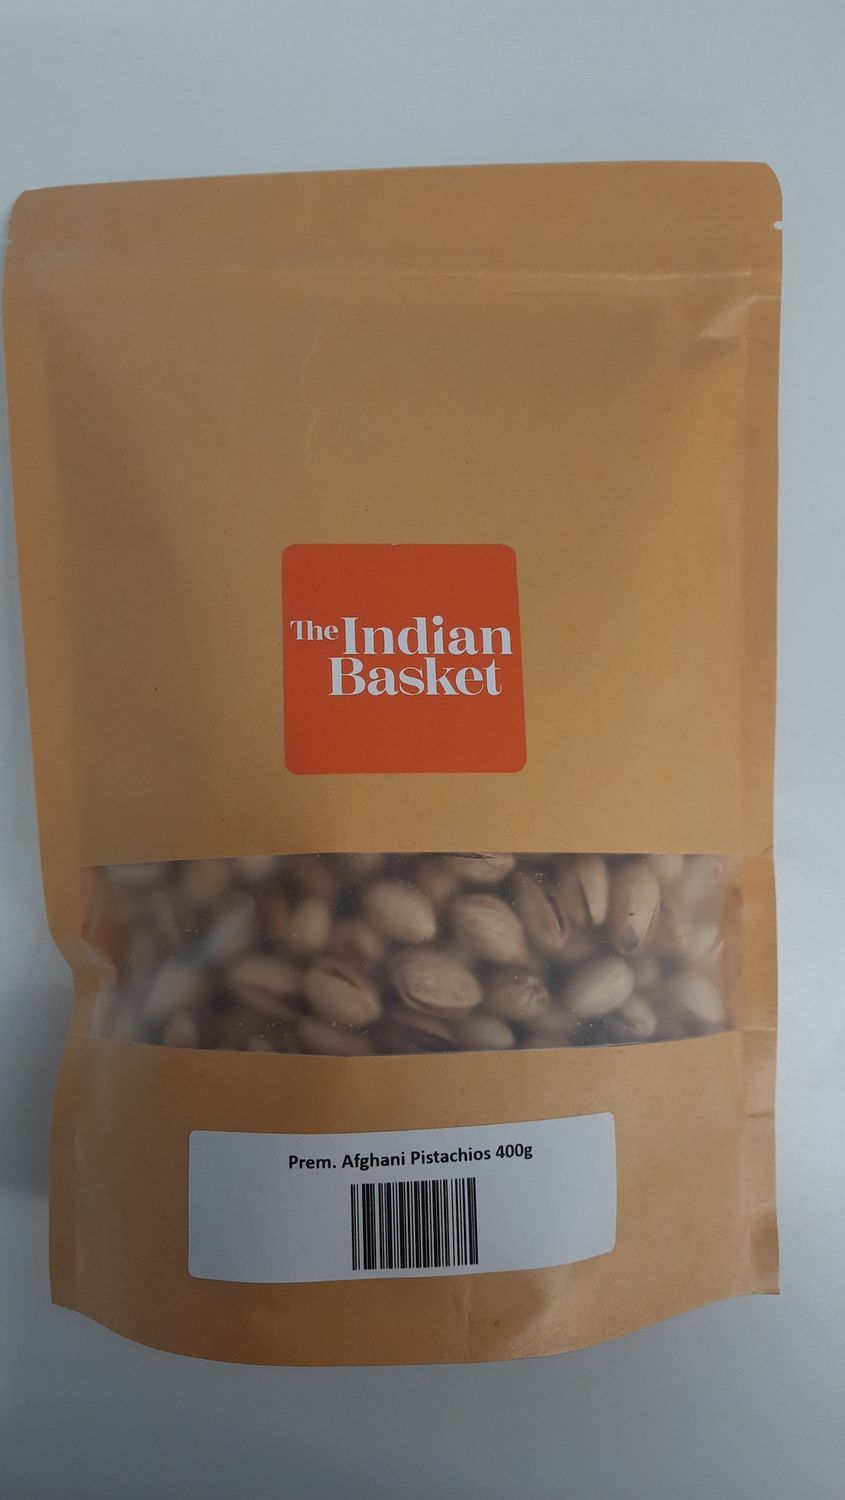 The Indian
Basket
Prem. Afghani Pistachios 400g